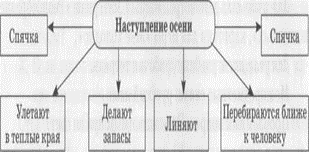 Наступление осени
Спячка
Спячка
Улетают
в теплые края
Делают
запасы
Линяют
Перебираются ближе
к человеку